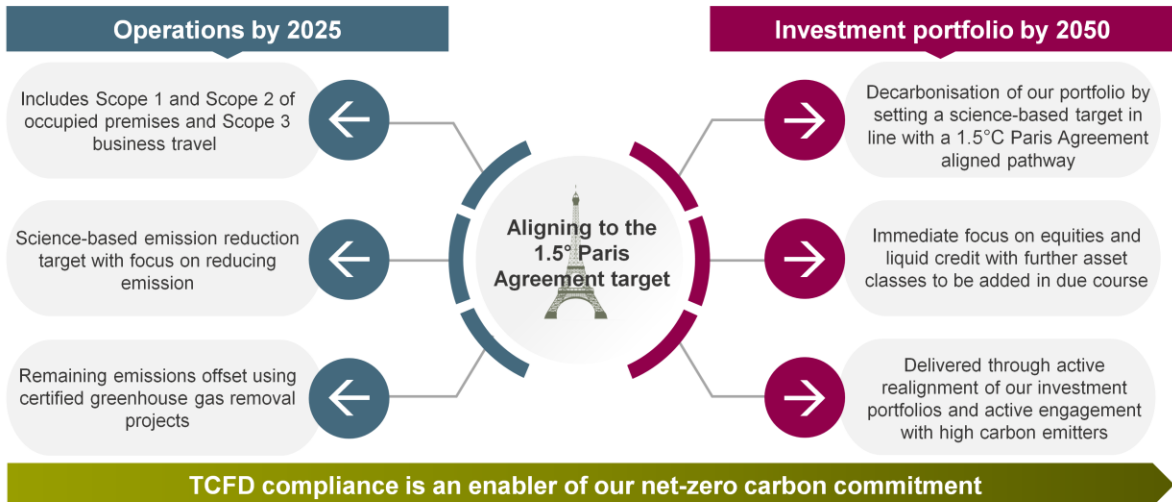 Operations by 2025
Includes Scope 1 and Scope 2 of
occupied premises and Scope 3
business travel
Science-based emission reduction
target with focus on reducing
emission
Remaining emissions offset using
certified greenhouse gas removal
projects
Aligning to the
1.5° Paris
Agreement target
Investment portfolio by 2050
Decarbonisation of our portfolio by
setting a science-based target in
line with a 1.5°C Paris Agreement
aligned pathway
Immediate focus on equities and
liquid credit with further asset
classes to be added in due course
Delivered through active
realignment of our investment
portfolios and active engagement
with high carbon emitters
TCFD compliance is an enabler of our net-zero carbon commitment